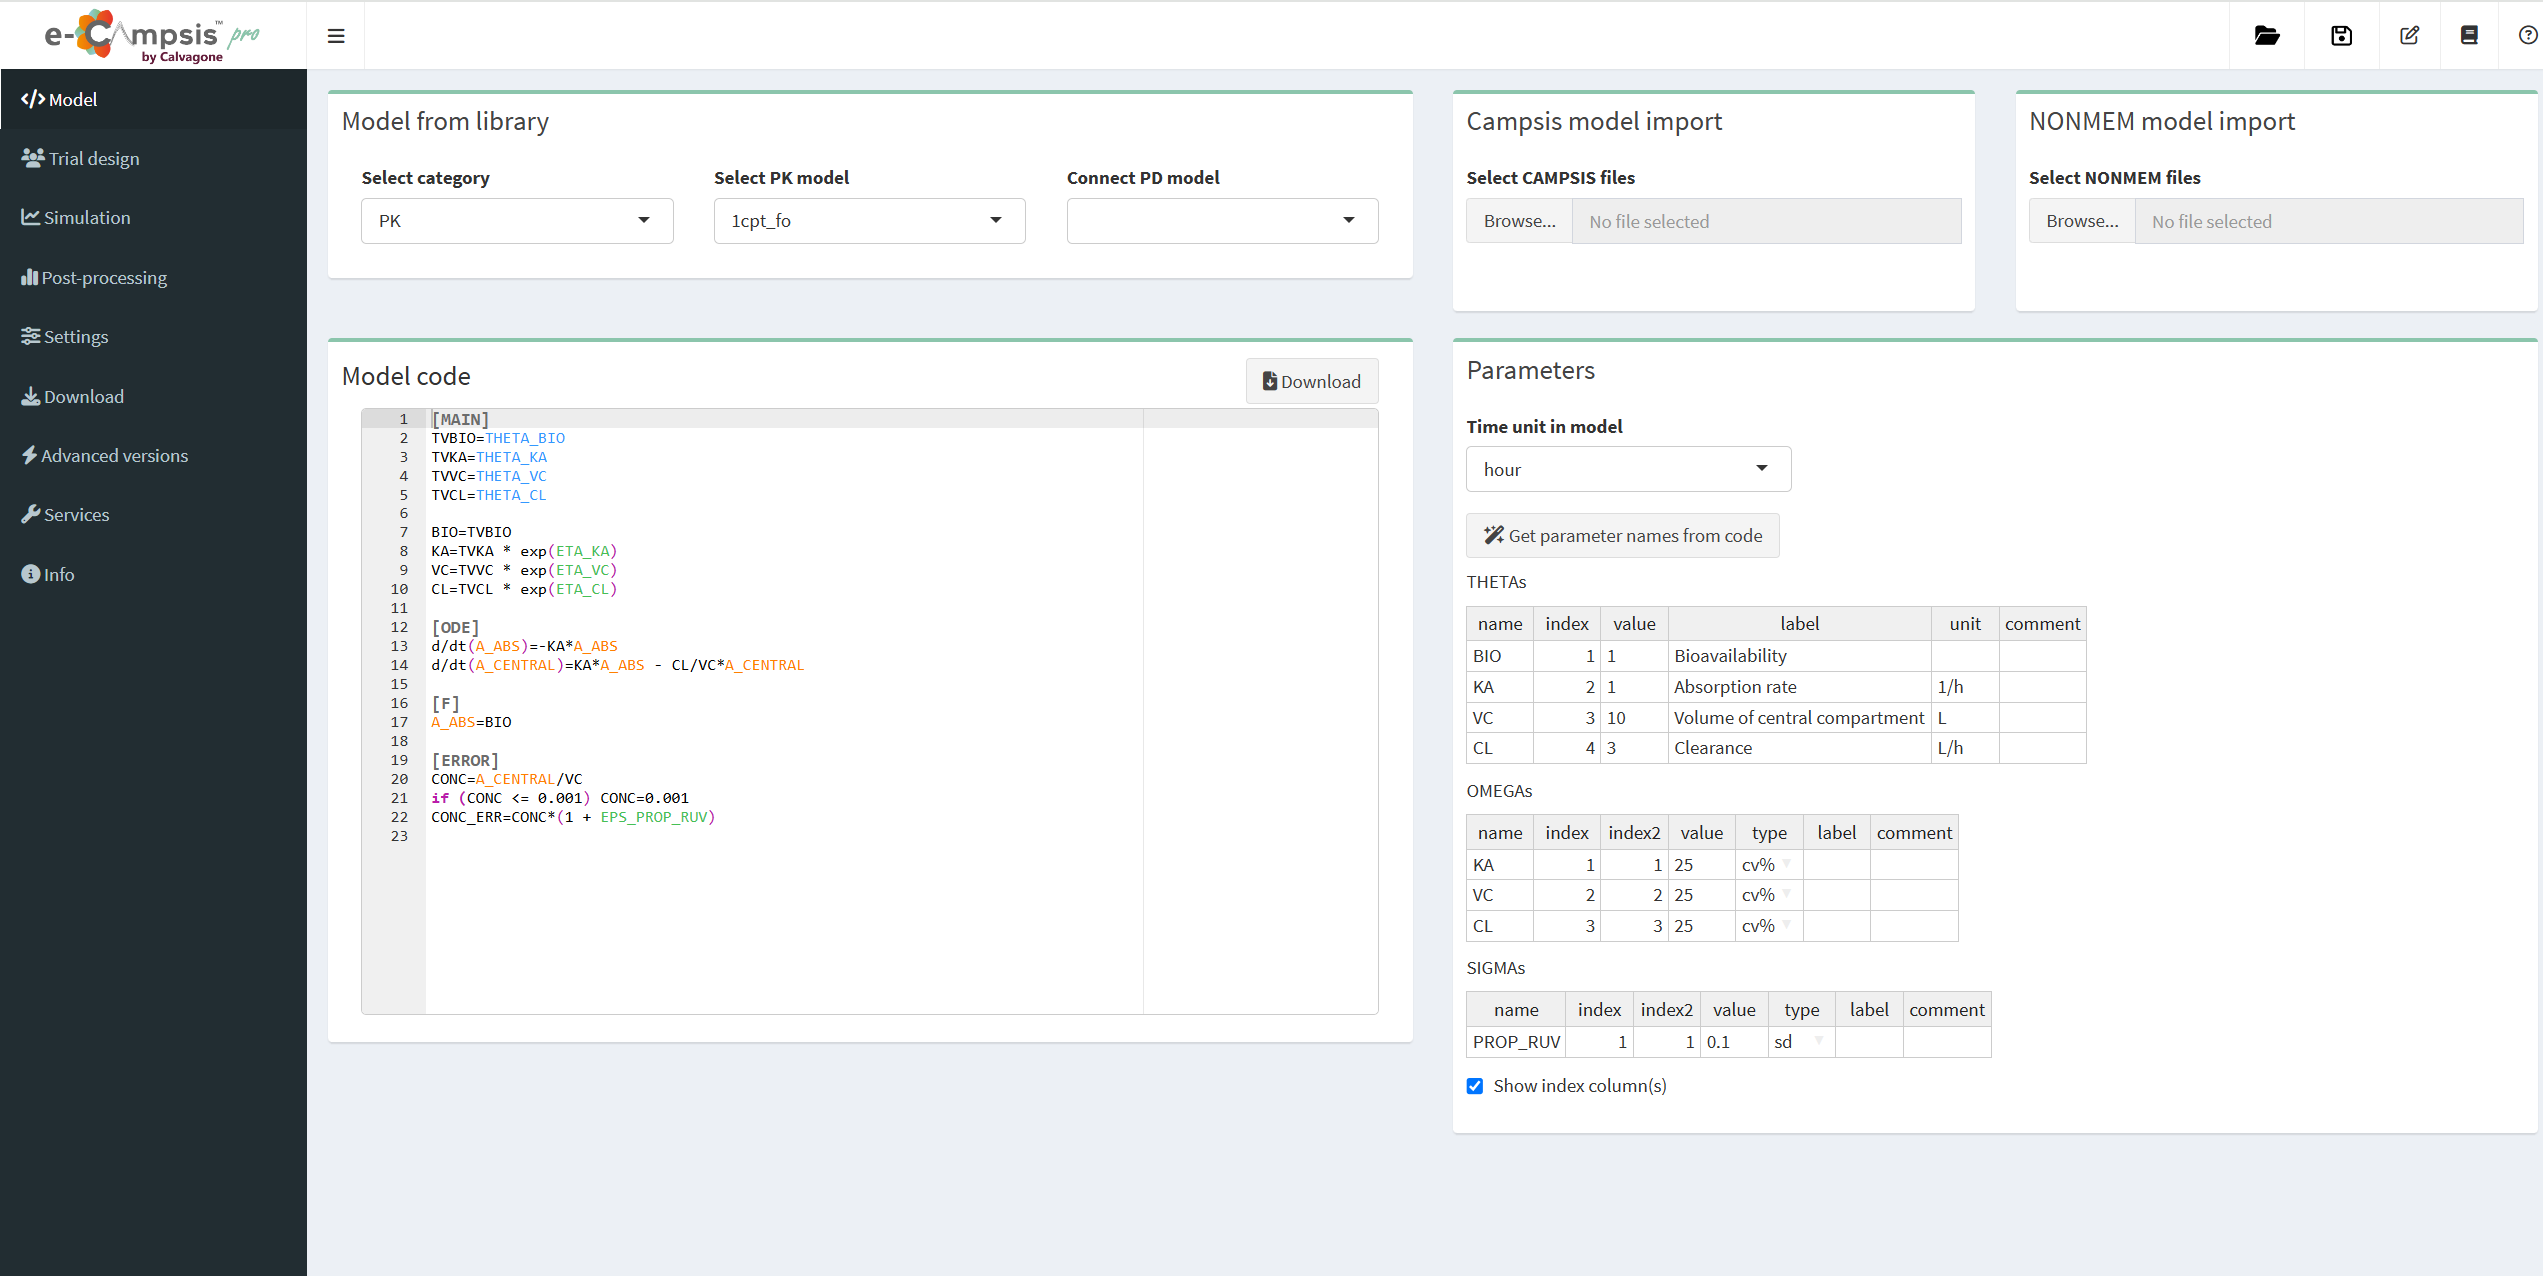 e-Campsis™ pro
by Calvagone
Model
Trial design
Simulation
Post-processing
Settings
Download
Advanced versions
Services
Info
Model from library
Select category
Select PK model
Connect PD model
PK
1cpt_fo
Campsis model import
Select CAMPSIS files
Browse... No file selected
NONMEM model import
Select NONMEM files
Browse... No file selected
Model code
Download
1 [MAIN]
2 TVBIO=THETA_BIO
3 TVKA=THETA_KA
4 TVVC=THETA_VC
5 TVCL=THETA_CL
6
7 BIO=TVBIO
8 KA=TVKA * exp(ETA_KA)
9 VC=TVVC * exp(ETA_VC)
10 CL=TVCL * exp(ETA_CL)
11
12 [ODE]
13 d/dt(A_ABS)=-KA*A_ABS
14 d/dt(A_CENTRAL)=KA*A_ABS - CL/VC*A_CENTRAL
15
16 [F]
17 A_ABS=BIO
18
19 [ERROR]
20 CONC=A_CENTRAL/VC
21 if (CONC <= 0.001) CONC=0.001
22 CONC_ERR=CONC*(1 + EPS_PROP_RUV)
23
Parameters
Time unit in model
hour
Get parameter names from code
THETAs
name index value label unit comment
BIO 1 1 Bioavailability
KA 2 1 Absorption rate 1/h
VC 3 10 Volume of central compartment L
CL 4 3 Clearance L/h
OMEGAs
name index index2 value type label comment
KA 1 1 25 cv%
VC 2 2 25 cv%
CL 3 3 25 cv%
SIGMAs
name index index2 value type label comment
PROP_RUV 1 1 0.1 sd
Show index column(s)